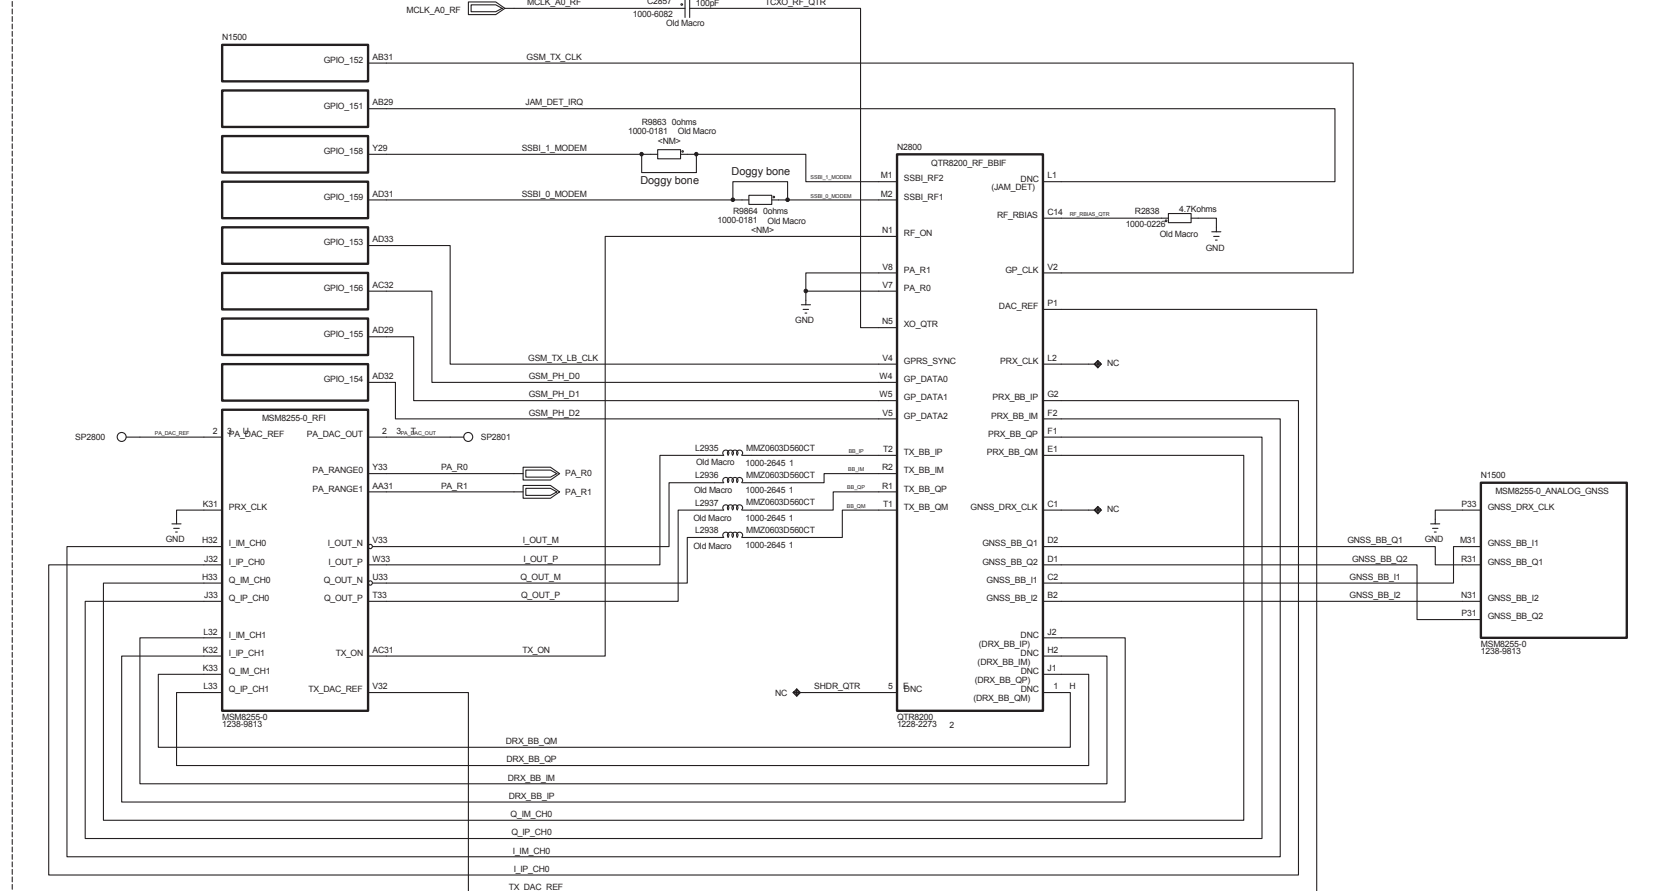 MCLK_A0_RF
MCLK_A0_RF
C2857
100pF
TCXO_RF_QTR
1000-6082
Old Macro
N1500
GPIO_152
AB31
GSM_TX_CLK
GPIO_151
AB29
JAM_DET_IRQ
R9863 0ohms
1000-0181 Old Macro
<NM>
GPIO_158
Y29
SSBI_1_MODEM
Doggy bone
GPIO_159
AD31
SSBI_0_MODEM
Doggy bone
R9864 0ohms
1000-0181 Old Macro
<NM>
SSBI_1_MODEM
M1
SSBI_0_MODEM
M2
GPIO_153
AD33
GPIO_156
AC32
GPIO_155
AD29
GPIO_154
AD32
N2800
QTR8200_RF_BBIF
SSBI_RF2
SSBI_RF1
N1
RF_ON
V8
PA_R1
V7
PA_R0
GND
N5
XO_QTR
GSM_TX_LB_CLK
V4
GPRS_SYNC
GSM_PH_D0
W4
GP_DATA0
GSM_PH_D1
W5
GP_DATA1
GSM_PH_D2
V5
GP_DATA2
DNC
(JAM_DET)
L1
RF_RBIAS
C14
RF_RBIAS_QTR
R2838
4.7Kohms
1000-0226
Old Macro
GND
GP_CLK
V2
DAC_REF
P1
PRX_CLK
L2
NC
PRX_BB_IP
G2
PRX_BB_IM
F2
PRX_BB_QP
F1
PRX_BB_QM
E1
MSM8255-0_RFI
SP2800
PA_DAC_REF
2
3
U
PA_DAC_REF
PA_DAC_OUT
2
3
T
PA_DAC_OUT
SP2801
PA_RANGE0
Y33
PA_R0
PA_R0
PA_RANGE1
AA31
PA_R1
PA_R1
K31
PRX_CLK
GND
L2935
MMZ0603D560CT
Old Macro
1000-2645 1
BB_IP
T2
TX_BB_IP
L2936
MMZ0603D560CT
Old Macro
1000-2645 1
BB_IM
R2
TX_BB_IM
L2937
MMZ0603D560CT
Old Macro
1000-2645 1
BB_QP
R1
TX_BB_QP
L2938
MMZ0603D560CT
Old Macro
1000-2645 1
BB_QM
T1
TX_BB_QM
GNSS_DRX_CLK
C1
NC
H32
I_IM_CH0
I_OUT_N
V33
I_OUT_M
J32
I_IP_CH0
I_OUT_P
W33
I_OUT_P
H33
Q_IM_CH0
Q_OUT_N
U33
Q_OUT_M
J33
Q_IP_CH0
Q_OUT_P
T33
Q_OUT_P
GNSS_BB_Q1
D2
GNSS_BB_Q1
GNSS_BB_Q2
D1
GNSS_BB_Q2
GNSS_BB_I1
C2
GNSS_BB_I1
GNSS_BB_I2
B2
GNSS_BB_I2
N1500
MSM8255-0_ANALOG_GNSS
P33
GNSS_DRX_CLK
GND
M31
GNSS_BB_I1
R31
GNSS_BB_Q1
N31
GNSS_BB_I2
P31
GNSS_BB_Q2
MSM8255-0
1238-9813
L32
I_IM_CH1
K32
I_IP_CH1
TX_ON
AC31
TX_ON
K33
Q_IM_CH1
L33
Q_IP_CH1
TX_DAC_REF
V32
MSM8255-0
1238-9813
DNC
(DRX_BB_IP)
J2
DNC
(DRX_BB_IM)
H2
DNC
(DRX_BB_QP)
J1
DNC
(DRX_BB_QM)
1
H
NC
SHDR_QTR
5
DNC
QTR8200
1228-2273
2
DRX_BB_QM
DRX_BB_QP
DRX_BB_IM
DRX_BB_IP
Q_IM_CH0
Q_IP_CH0
I_IM_CH0
I_IP_CH0
TX_DAC_REF